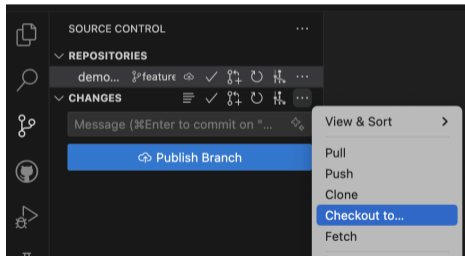 SOURCE CONTROL
REPOSITORIES
demo... feature
CHANGES
Message (⌘Enter to commit on "...
Publish Branch
View & Sort
Pull
Push
Clone
Checkout to...
Fetch